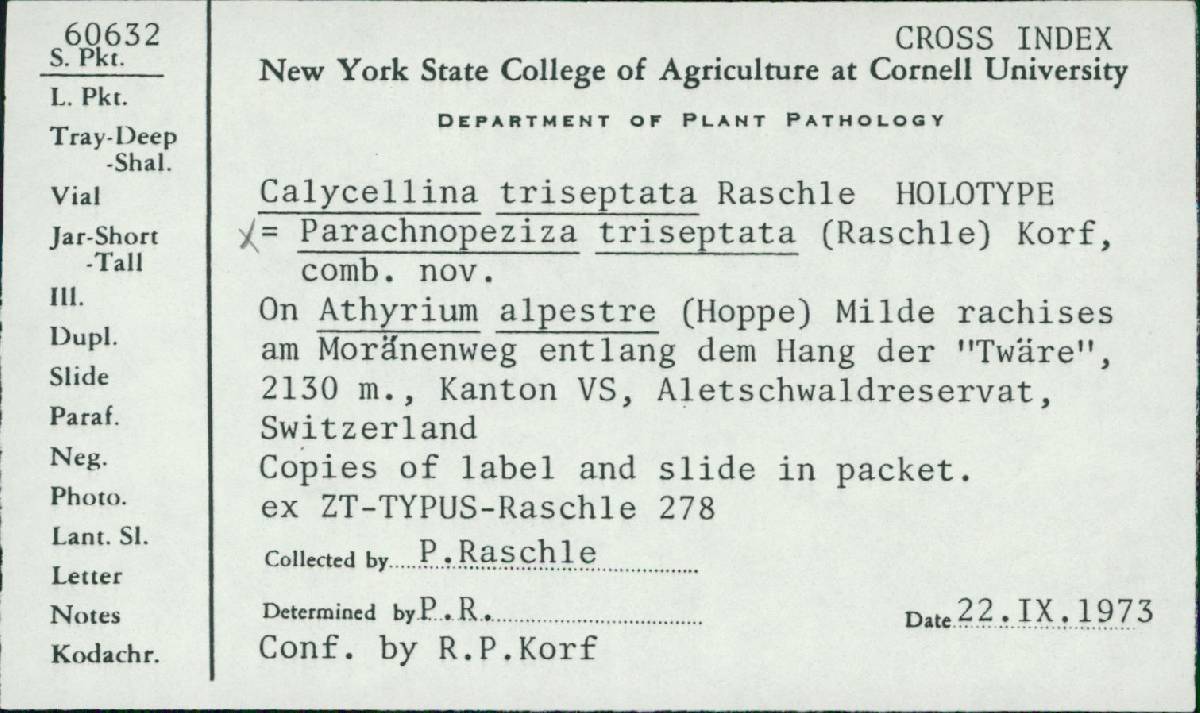 60632
S. Pkt.
L. Pkt.
Tray-Deep
-Shal.
Vial
Jar-Short
-Tall
Ill.
Dupl.
Slide
Paraf.
Neg.
Photo.
Lant. Sl.
Letter
Notes
Kodachr.
CROSS INDEX
New York State College of Agriculture at Cornell University
DEPARTMENT OF PLANT PATHOLOGY
Calycellina triseptata Raschle HOLOTYPE
= Parachnopeziza triseptata (Raschle) Korf,
comb. nov.
On Athyrium alpestre (Hoppe) Milde rachises
am Moränenweg entlang dem Hang der "Twäre",
2130 m., Kanton VS, Aletschwaldreservat,
Switzerland
Copies of label and slide in packet.
ex ZT-TYPUS-Raschle 278
Collected by P.Raschle
Determined by P.R. Date 22.IX.1973
Conf. by R.P.Korf